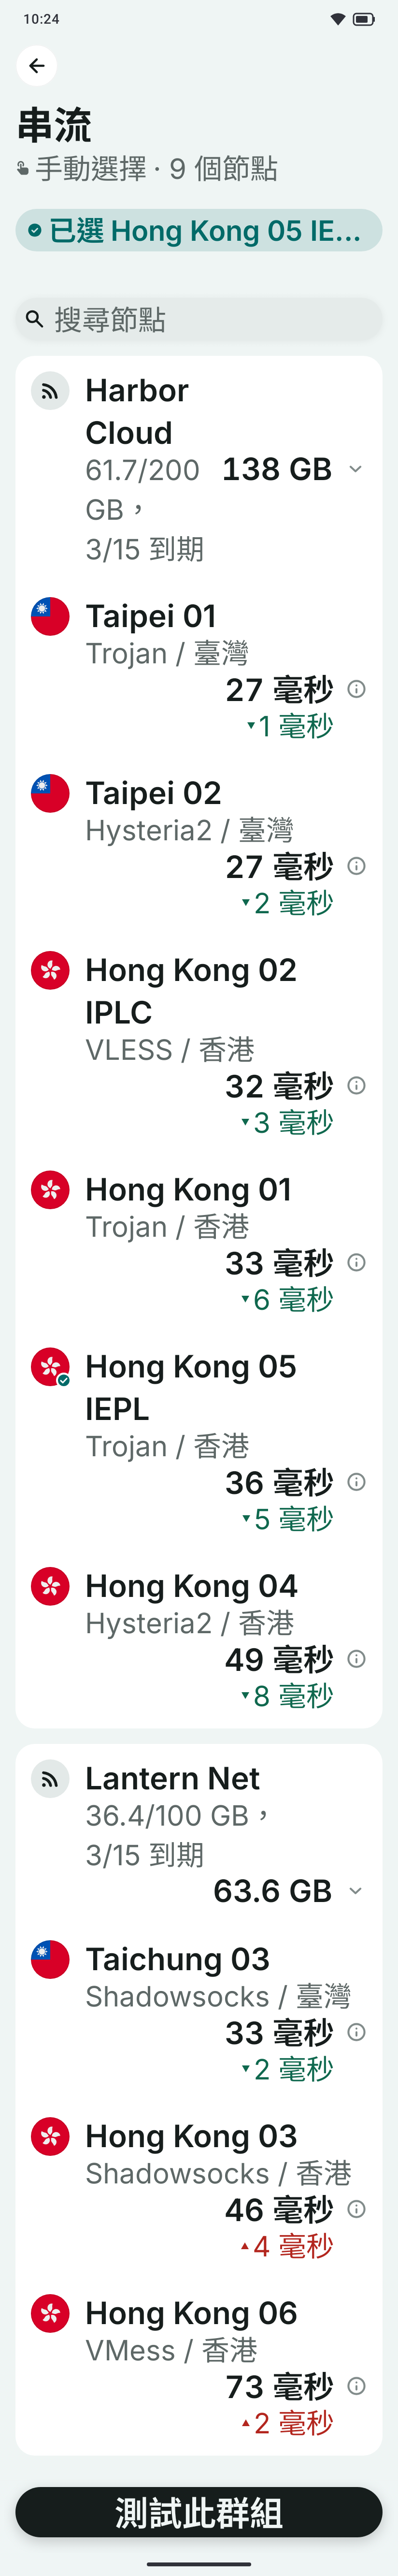 10:24
串流
手動選擇 · 9 個節點
已選 Hong Kong 05 IE...
搜尋節點
Harbor
Cloud
61.7/200
GB，
3/15 到期
138 GB
Taipei 01
Trojan / 臺灣
27 毫秒
▾1 毫秒
Taipei 02
Hysteria2 / 臺灣
27 毫秒
▾2 毫秒
Hong Kong 02
IPLC
VLESS / 香港
32 毫秒
▾3 毫秒
Hong Kong 01
Trojan / 香港
33 毫秒
▾6 毫秒
Hong Kong 05
IEPL
Trojan / 香港
36 毫秒
▾5 毫秒
Hong Kong 04
Hysteria2 / 香港
49 毫秒
▾8 毫秒
Lantern Net
36.4/100 GB，
3/15 到期
63.6 GB
Taichung 03
Shadowsocks / 臺灣
33 毫秒
▾2 毫秒
Hong Kong 03
Shadowsocks / 香港
46 毫秒
▴4 毫秒
Hong Kong 06
VMess / 香港
73 毫秒
▴2 毫秒
測試此群組